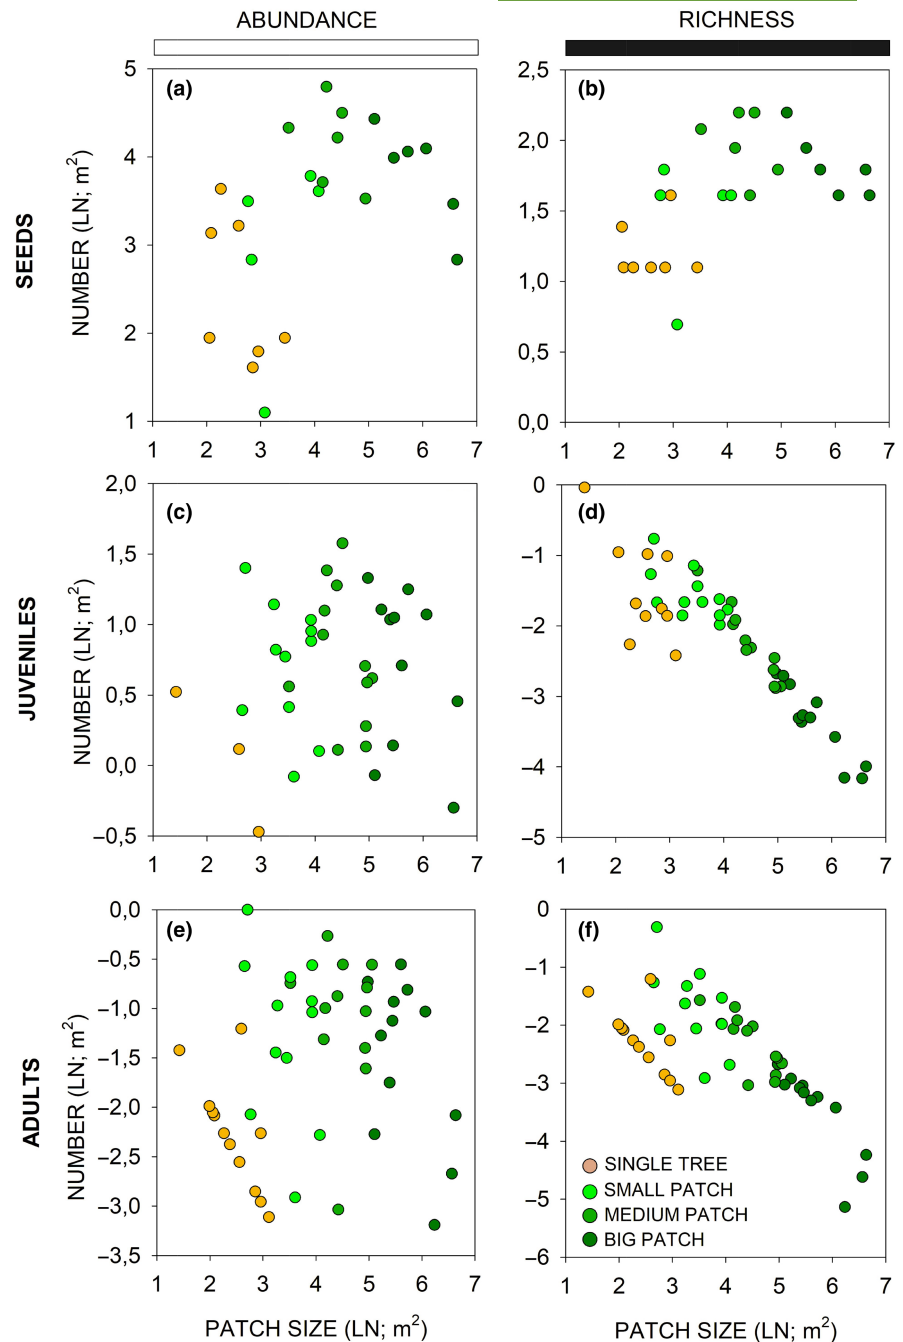 ABUNDANCE RICHNESS
(a) (b)
SEEDS
NUMBER (LN; m²)
5
4
3
2
1
1 2 3 4 5 6 7
2,5
2,0
1,5
1,0
0,5
0,0
1 2 3 4 5 6 7
(c) (d)
JUVENILES
NUMBER (LN; m²)
2,0
1,5
1,0
0,5
0,0
–0,5
1 2 3 4 5 6 7
0
–1
–2
–3
–4
–5
1 2 3 4 5 6 7
(e) (f)
ADULTS
NUMBER (LN; m²)
0,0
–0,5
–1,0
–1,5
–2,0
–2,5
–3,0
–3,5
1 2 3 4 5 6 7
PATCH SIZE (LN; m²)
0
–1
–2
–3
–4
–5
–6
SINGLE TREE
SMALL PATCH
MEDIUM PATCH
BIG PATCH
1 2 3 4 5 6 7
PATCH SIZE (LN; m²)